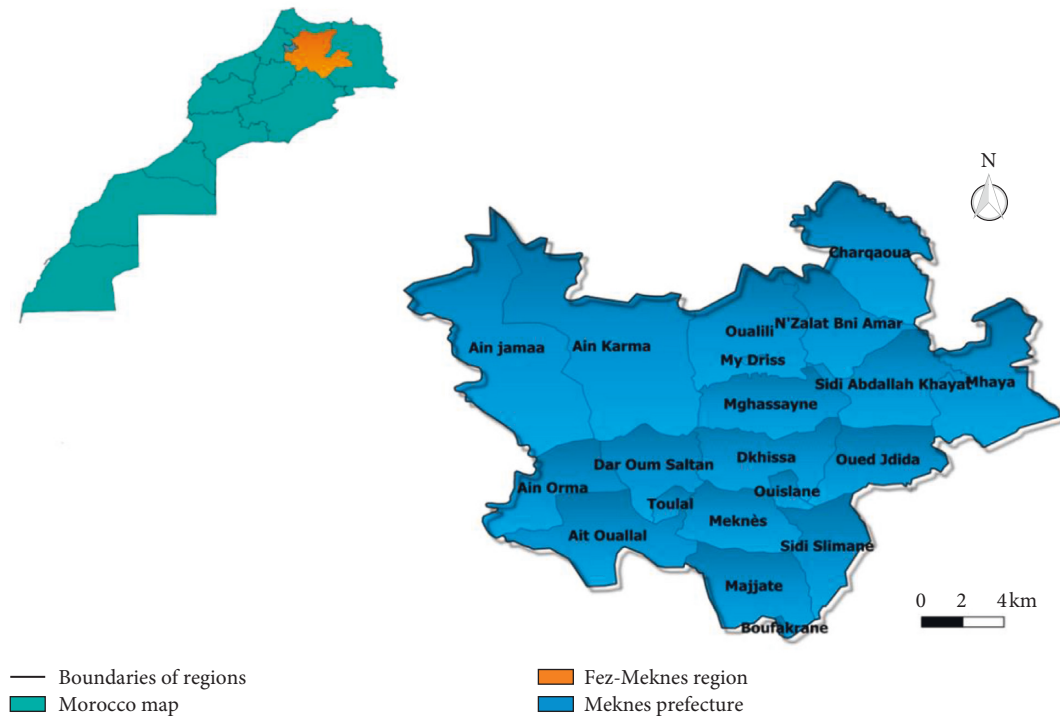 N
Charqaoua
Oualili
N'Zalat Bni Amar
Ain jamaa
Ain Karma
My Driss
Sidi Abdallah Khayat
Mhaya
Mghassayne
Dar Oum Saltan
Dkhissa
Oued Jdida
Ain Orma
Toulal
Ouislane
Meknès
Ait Ouallal
Sidi Slimane
Majjate
Boufakrane
0 2 4 km
Boundaries of regions
Morocco map
Fez-Meknes region
Meknes prefecture